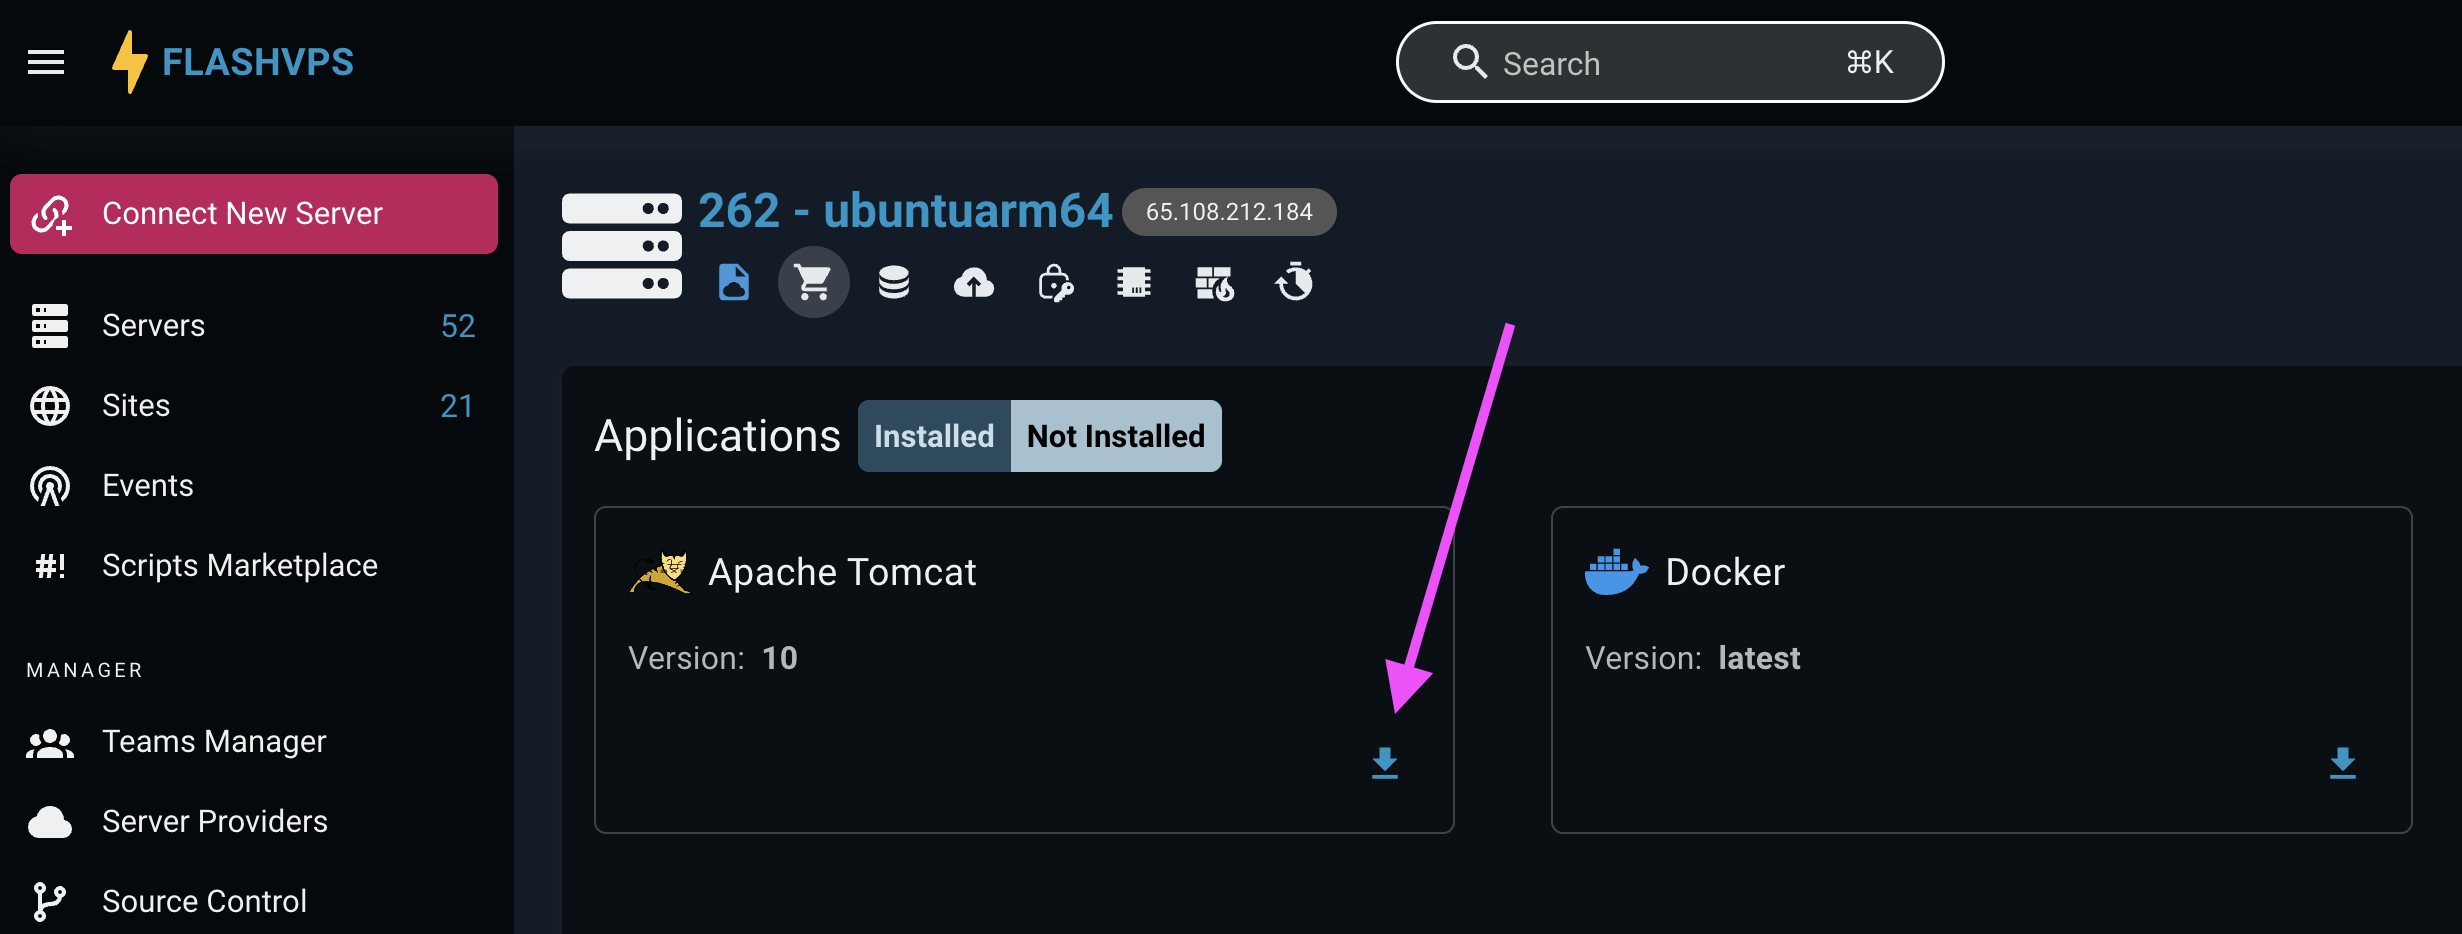 FLASHVPS
Search ⌘K
Connect New Server
Servers 52
Sites 21
Events
#! Scripts Marketplace
MANAGER
Teams Manager
Server Providers
Source Control
262 - ubuntuarm64 65.108.212.184
Applications Installed Not Installed
Apache Tomcat
Version: 10
Docker
Version: latest